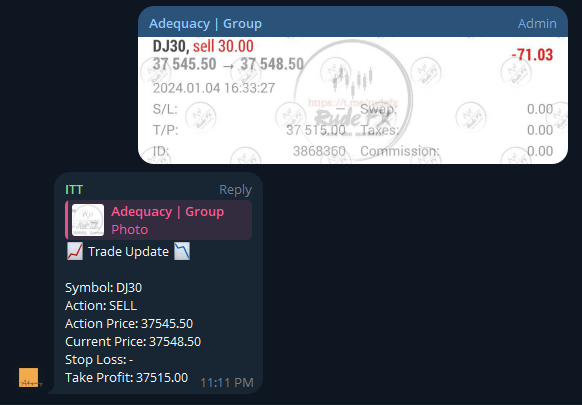 Adequacy | Group Admin
DJ30, sell 30.00
-71.03
37 545.50 → 37 548.50
2024.01.04 16:33:27
https://t.me/
S/L: — Swap: 0.00
Ryde FX
T/P: 37 515.00 Taxes: 0.00
ID: 3868360 Commission: 0.00
ITT Reply
Adequacy | Group
Photo
📈 Trade Update 📉
Symbol: DJ30
Action: SELL
Action Price: 37545.50
Current Price: 37548.50
Stop Loss: -
Take Profit: 37515.00
11:11 PM